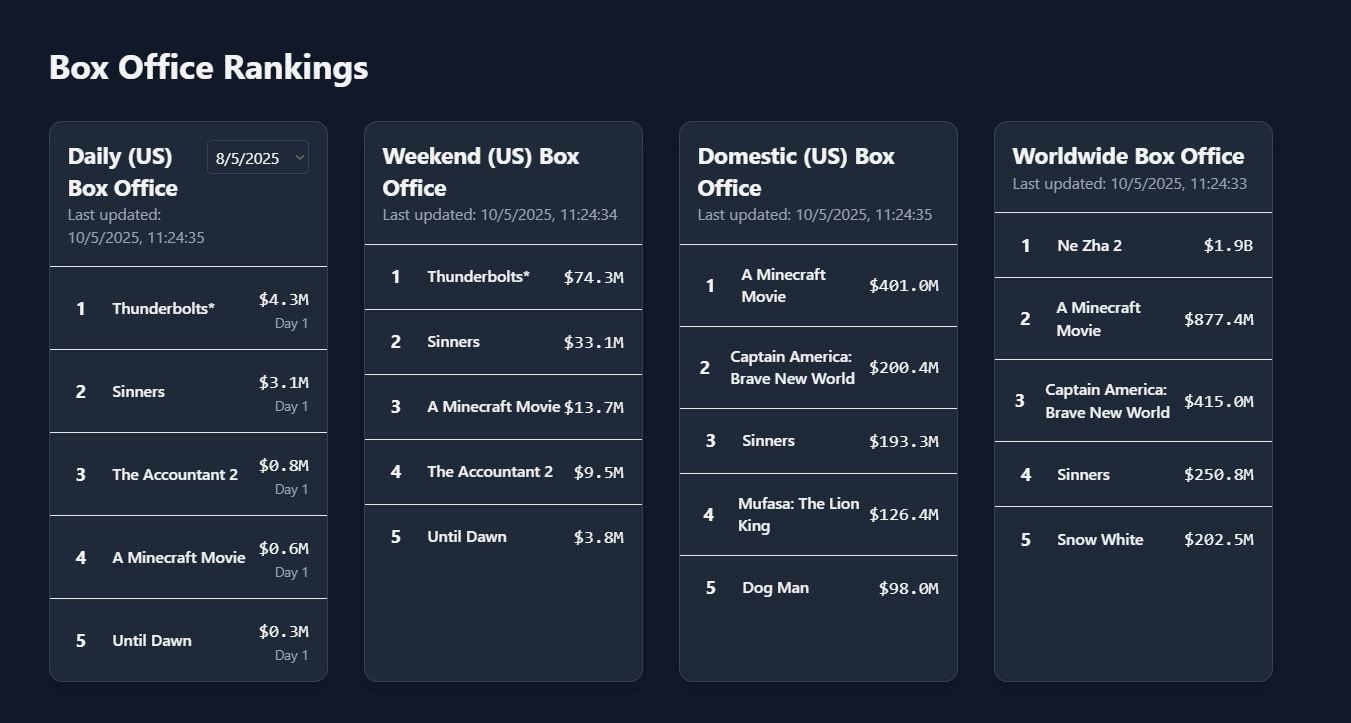 Box Office Rankings
Daily (US)
Box Office
8/5/2025
Last updated:
10/5/2025, 11:24:35
1 Thunderbolts* $4.3M
Day 1
2 Sinners $3.1M
Day 1
3 The Accountant 2 $0.8M
Day 1
4 A Minecraft Movie $0.6M
Day 1
5 Until Dawn $0.3M
Day 1
Weekend (US) Box
Office
Last updated: 10/5/2025, 11:24:34
1 Thunderbolts* $74.3M
2 Sinners $33.1M
3 A Minecraft Movie $13.7M
4 The Accountant 2 $9.5M
5 Until Dawn $3.8M
Domestic (US) Box
Office
Last updated: 10/5/2025, 11:24:35
1 A Minecraft
Movie $401.0M
2 Captain America:
Brave New World $200.4M
3 Sinners $193.3M
4 Mufasa: The Lion
King $126.4M
5 Dog Man $98.0M
Worldwide Box Office
Last updated: 10/5/2025, 11:24:33
1 Ne Zha 2 $1.9B
2 A Minecraft
Movie $877.4M
3 Captain America:
Brave New World $415.0M
4 Sinners $250.8M
5 Snow White $202.5M